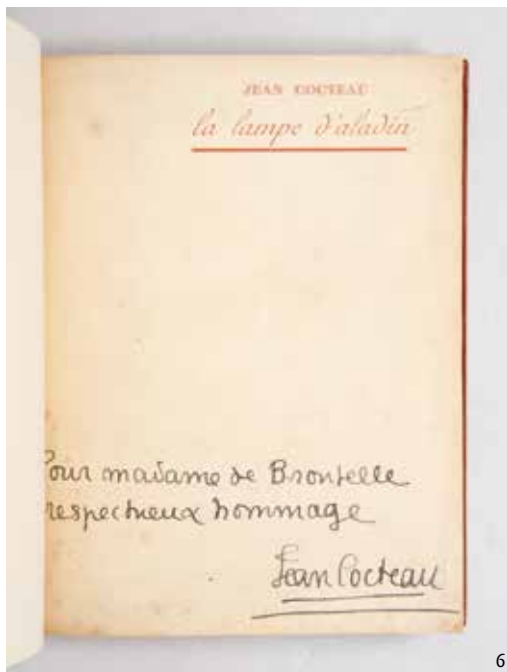 JEAN COCTEAU
la lampe d'aladin
Pour madame de Brontelle
respectueux hommage
Jean Cocteau
6